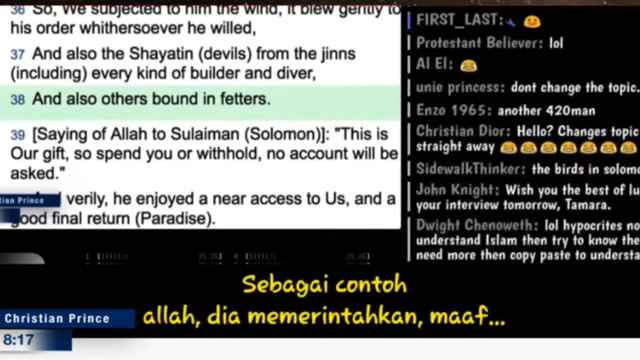 36 So, We subjected to him the wind, it blew gently to
his order whithersoever he willed,
37 And also the Shayatin (devils) from the jinns
(including) every kind of builder and diver,
38 And also others bound in fetters.
39 [Saying of Allah to Sulaiman (Solomon)]: "This is
Our gift, so spend you or withhold, no account will be
asked."
verily, he enjoyed a near access to Us, and a
good final return (Paradise).
tian Prince
FIRST_LAST:
Protestant Believer: lol
Al El:
unie princess: dont change the topic.
Enzo 1965: another 420man
Christian Dior: Hello? Changes topic
straight away
SidewalkThinker: the birds in solomo
John Knight: Wish you the best of lu
your interview tomorrow, Tamara.
Dwight Chenoweth: lol hypocrites no
understand Islam then try to know the
need more then copy paste to understa
Sebagai contoh
allah, dia memerintahkan, maaf...
Christian Prince
8:17